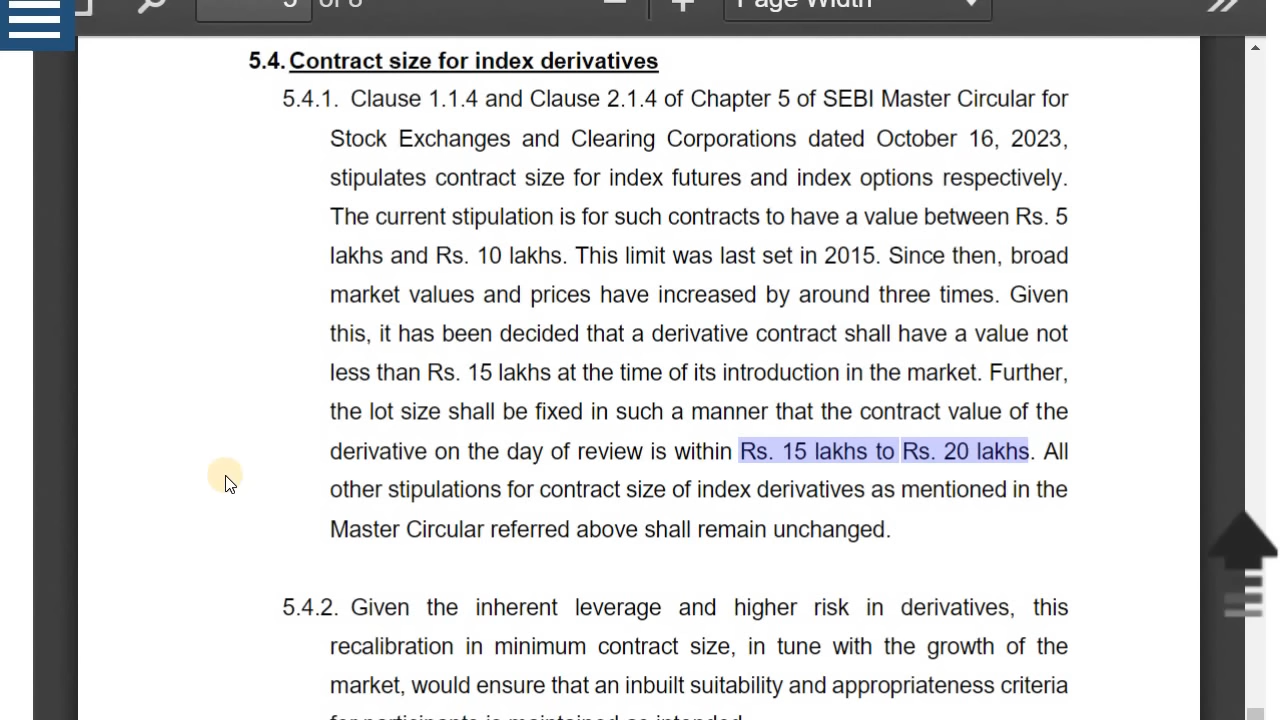 5 of 8
Page Width
5.4. Contract size for index derivatives
5.4.1. Clause 1.1.4 and Clause 2.1.4 of Chapter 5 of SEBI Master Circular for
Stock Exchanges and Clearing Corporations dated October 16, 2023,
stipulates contract size for index futures and index options respectively.
The current stipulation is for such contracts to have a value between Rs. 5
lakhs and Rs. 10 lakhs. This limit was last set in 2015. Since then, broad
market values and prices have increased by around three times. Given
this, it has been decided that a derivative contract shall have a value not
less than Rs. 15 lakhs at the time of its introduction in the market. Further,
the lot size shall be fixed in such a manner that the contract value of the
derivative on the day of review is within Rs. 15 lakhs to Rs. 20 lakhs. All
other stipulations for contract size of index derivatives as mentioned in the
Master Circular referred above shall remain unchanged.
5.4.2. Given the inherent leverage and higher risk in derivatives, this
recalibration in minimum contract size, in tune with the growth of the
market, would ensure that an inbuilt suitability and appropriateness criteria
for participants is maintained as intended.